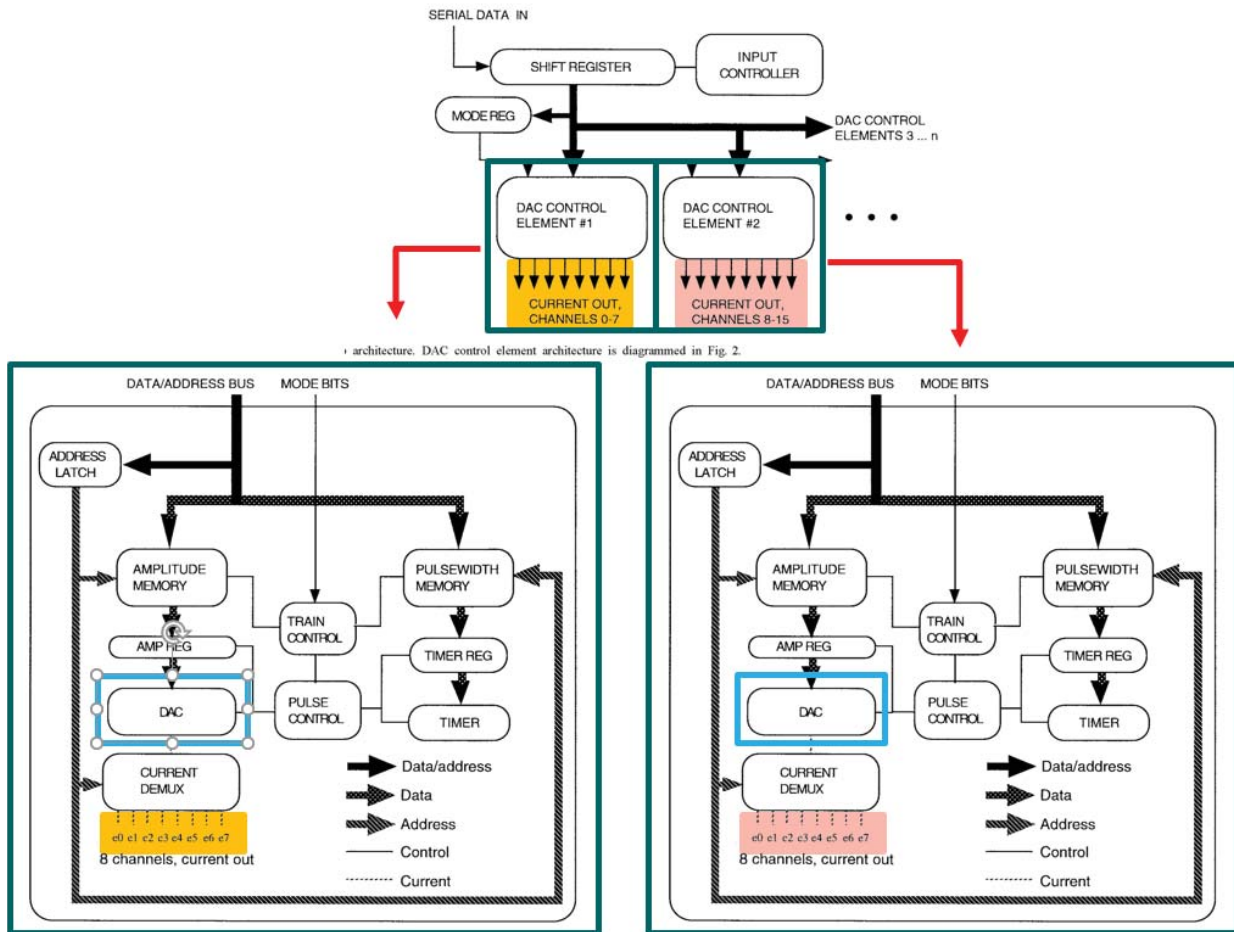 SERIAL DATA IN
SHIFT REGISTER
INPUT
CONTROLLER
MODE REG
DAC CONTROL
ELEMENTS 3 ... n
DAC CONTROL
ELEMENT #1
DAC CONTROL
ELEMENT #2
• • •
CURRENT OUT,
CHANNELS 0-7
CURRENT OUT,
CHANNELS 8-15
architecture. DAC control element architecture is diagrammed in Fig. 2.
DATA/ADDRESS BUS
MODE BITS
ADDRESS
LATCH
AMPLITUDE
MEMORY
PULSEWIDTH
MEMORY
TRAIN
CONTROL
AMP REG
TIMER REG
DAC
PULSE
CONTROL
TIMER
CURRENT
DEMUX
e0 e1 e2 e3 e4 e5 e6 e7
8 channels, current out
Data/address
Data
Address
Control
Current
DATA/ADDRESS BUS
MODE BITS
ADDRESS
LATCH
AMPLITUDE
MEMORY
PULSEWIDTH
MEMORY
TRAIN
CONTROL
AMP REG
TIMER REG
DAC
PULSE
CONTROL
TIMER
CURRENT
DEMUX
e0 e1 e2 e3 e4 e5 e6 e7
8 channels, current out
Data/address
Data
Address
Control
Current